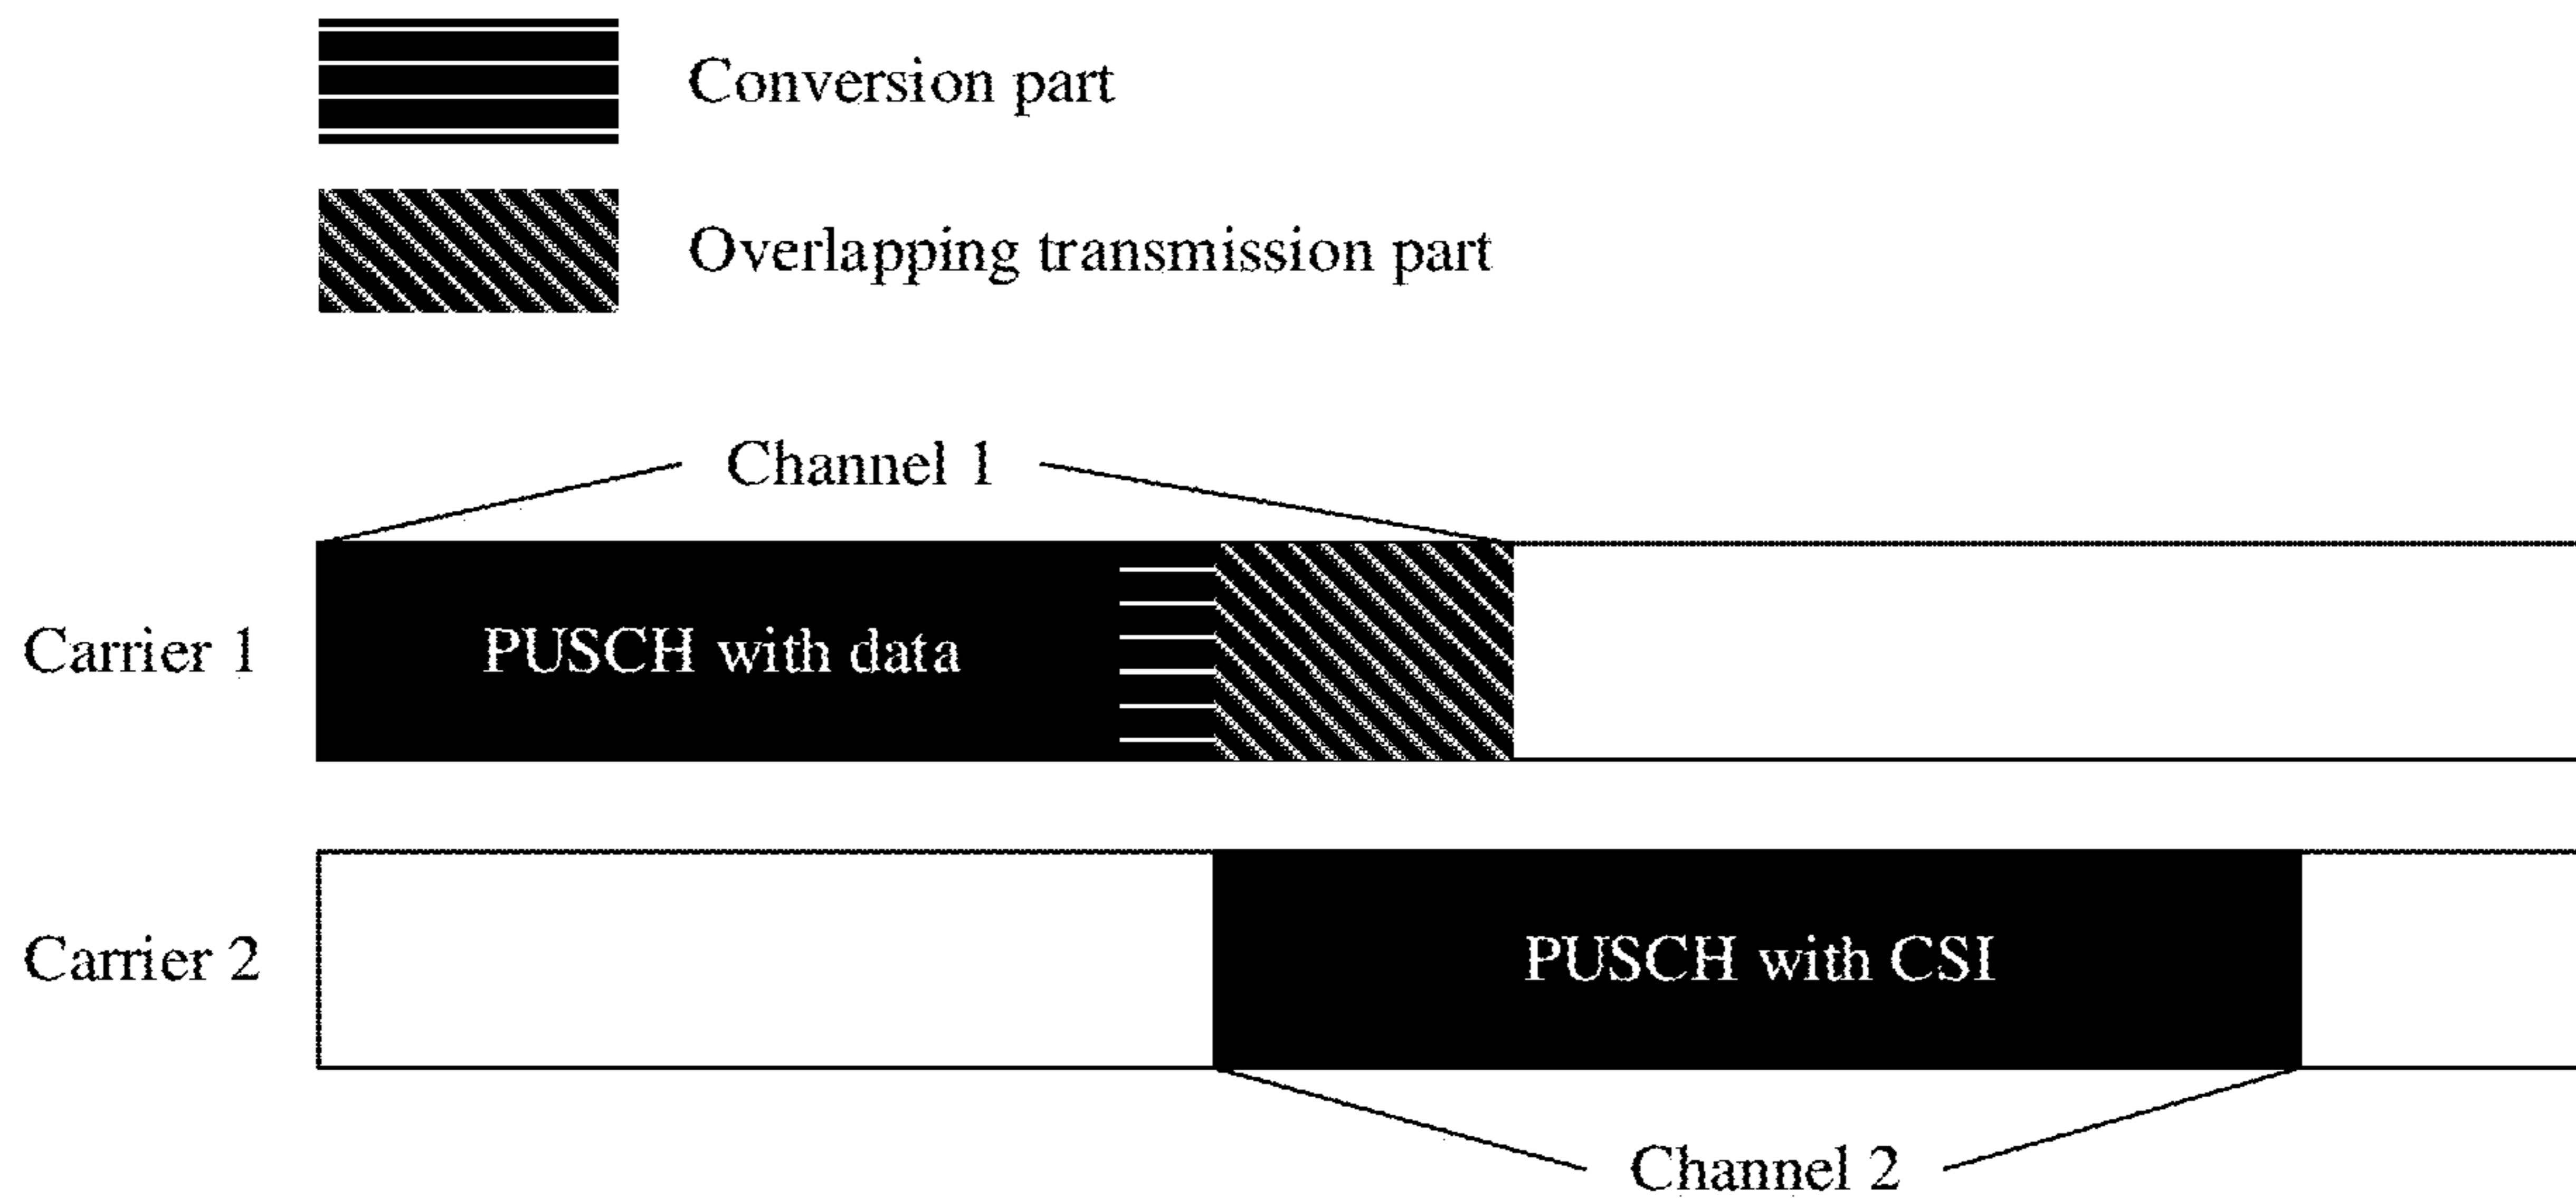 Conversion part
Overlapping transmission part
Channel 1
Carrier 1
PUSCH with data
Carrier 2
PUSCH with CSI
Channel 2